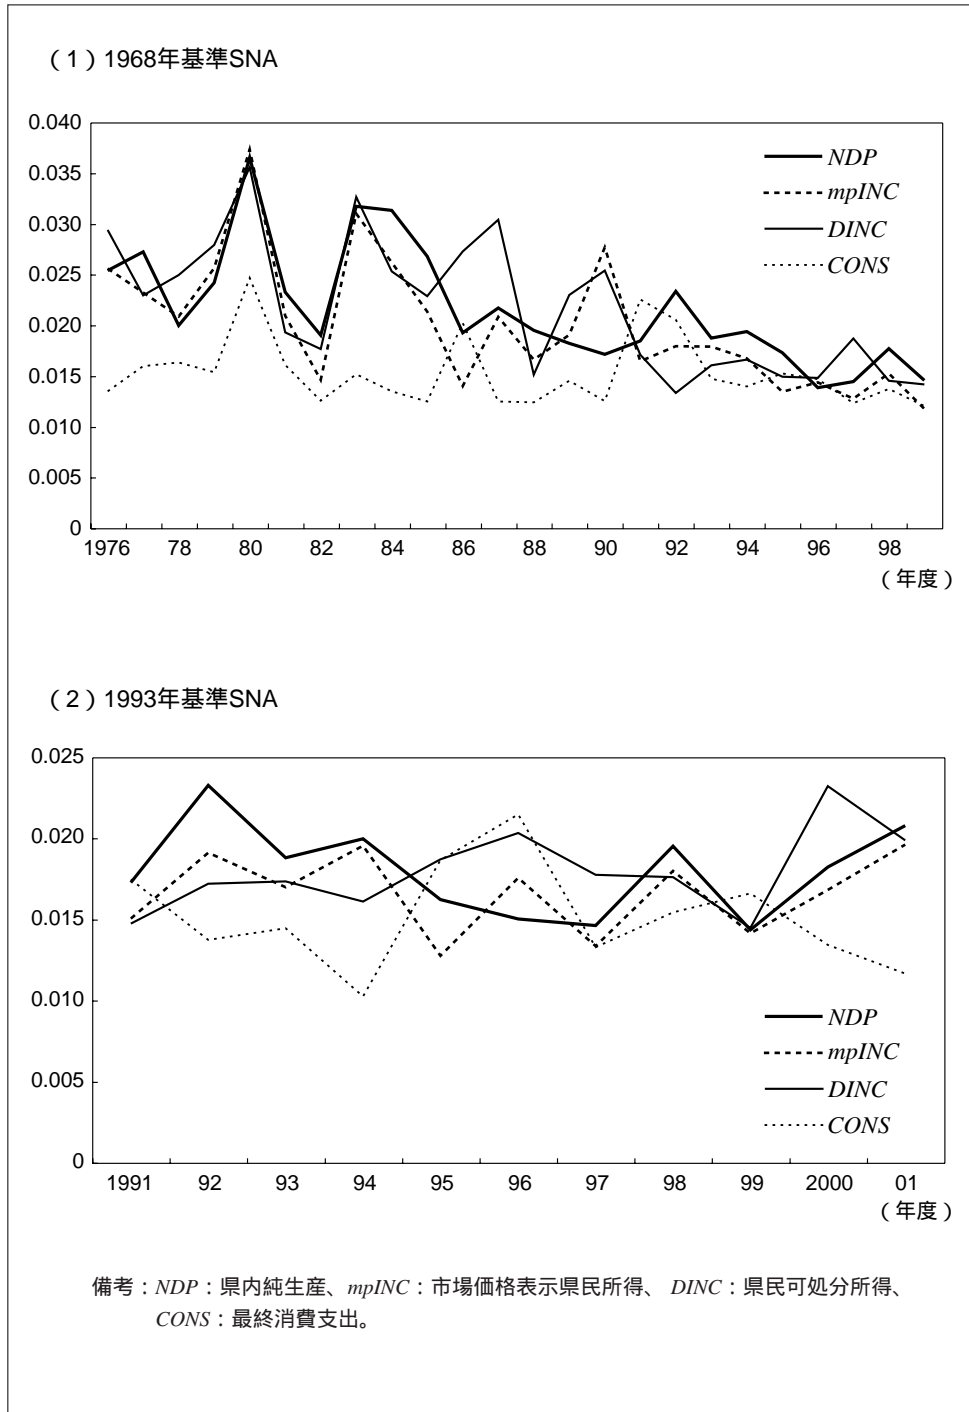 （1）1968年基準SNA
0.040
0.035
0.030
0.025
0.020
0.015
0.010
0.005
0
NDP
mpINC
DINC
CONS
1976 78 80 82 84 86 88 90 92 94 96 98
（年度）
（2）1993年基準SNA
0.025
0.020
0.015
0.010
0.005
0
NDP
mpINC
DINC
CONS
1991 92 93 94 95 96 97 98 99 2000 01
（年度）
備考：NDP：県内純生産、mpINC：市場価格表示県民所得、 DINC：県民可処分所得、
CONS：最終消費支出。